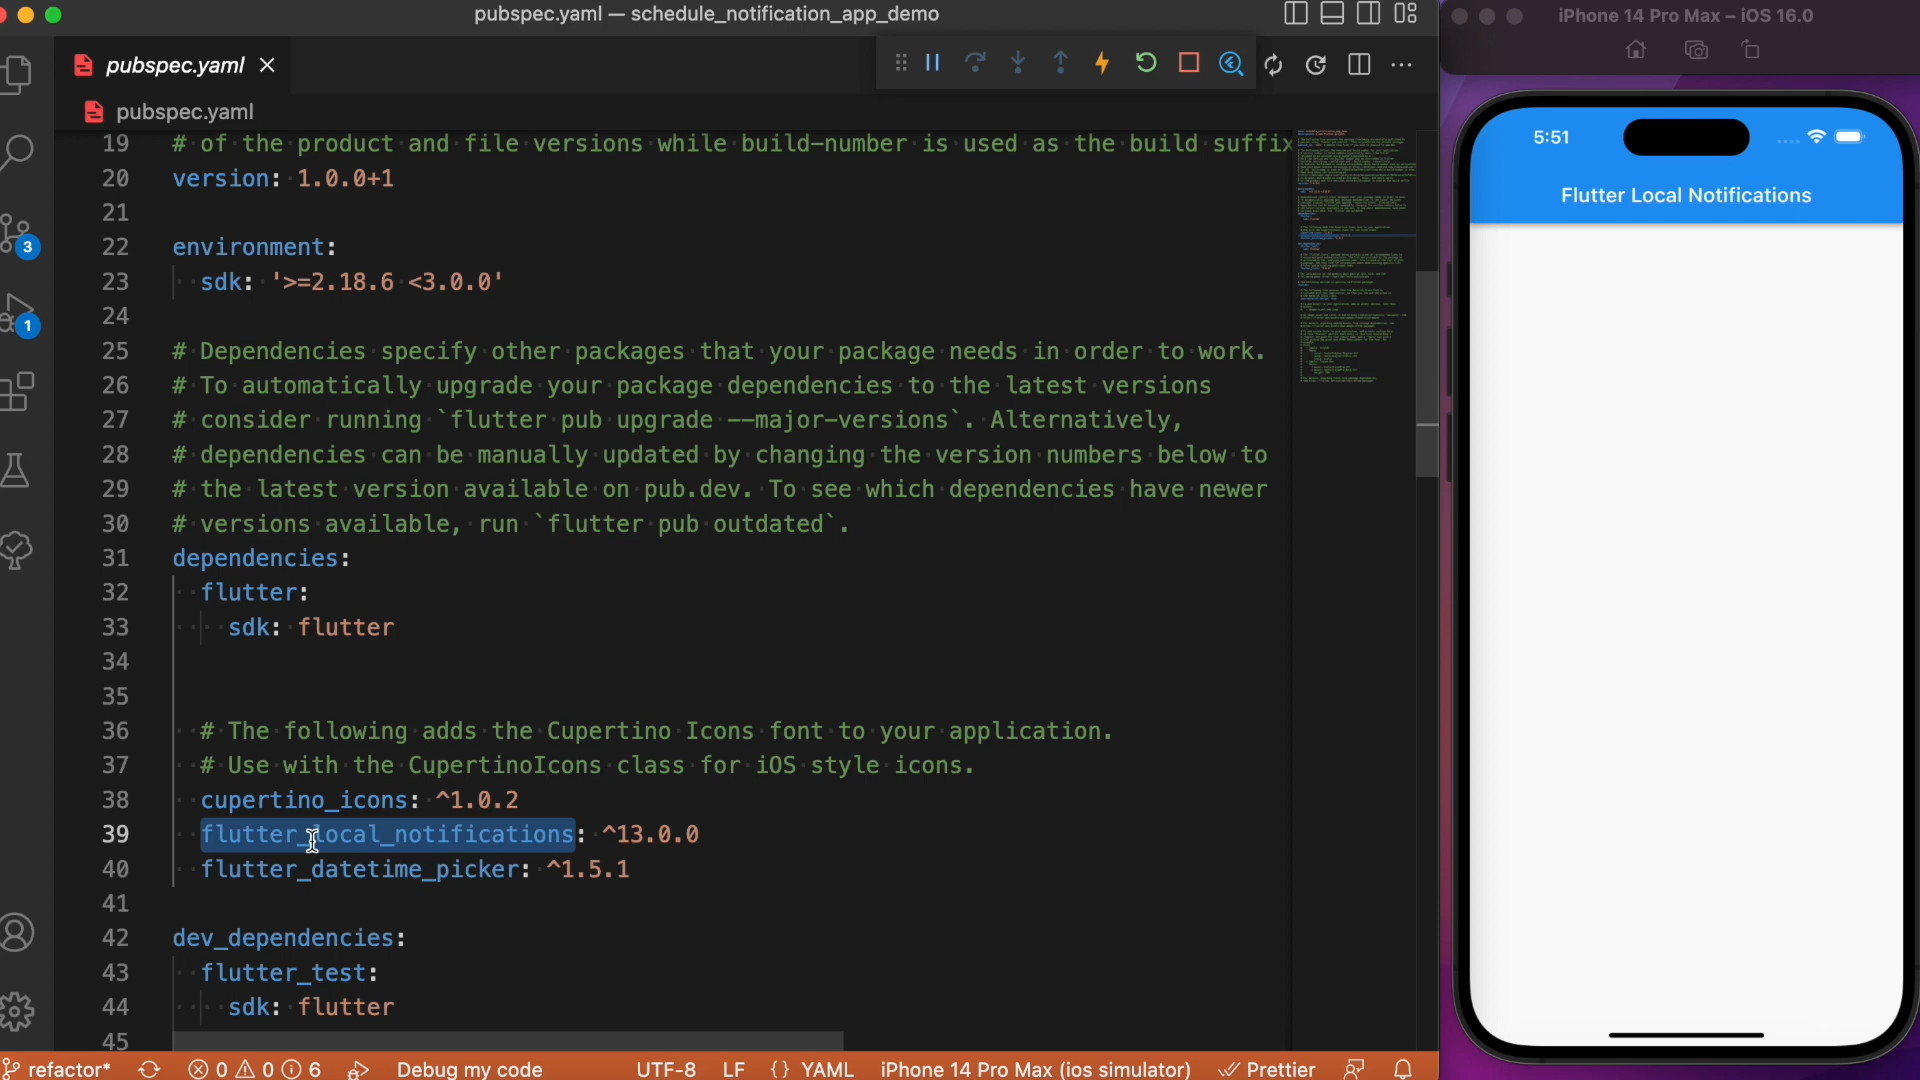 pubspec.yaml — schedule_notification_app_demo
iPhone 14 Pro Max – iOS 16.0
pubspec.yaml
pubspec.yaml
19 # of the product and file versions while build-number is used as the build suffix
20 version: 1.0.0+1
21
22 environment:
23 sdk: '>=2.18.6 <3.0.0'
24
25 # Dependencies specify other packages that your package needs in order to work.
26 # To automatically upgrade your package dependencies to the latest versions
27 # consider running `flutter pub upgrade --major-versions`. Alternatively,
28 # dependencies can be manually updated by changing the version numbers below to
29 # the latest version available on pub.dev. To see which dependencies have newer
30 # versions available, run `flutter pub outdated`.
31 dependencies:
32 flutter:
33 sdk: flutter
34
35
36 # The following adds the Cupertino Icons font to your application.
37 # Use with the CupertinoIcons class for iOS style icons.
38 cupertino_icons: ^1.0.2
39 flutter_local_notifications: ^13.0.0
40 flutter_datetime_picker: ^1.5.1
41
42 dev_dependencies:
43 flutter_test:
44 sdk: flutter
45
3
1
5:51
Flutter Local Notifications
refactor* 0 0 6 Debug my code UTF-8 LF {} YAML iPhone 14 Pro Max (ios simulator) Prettier